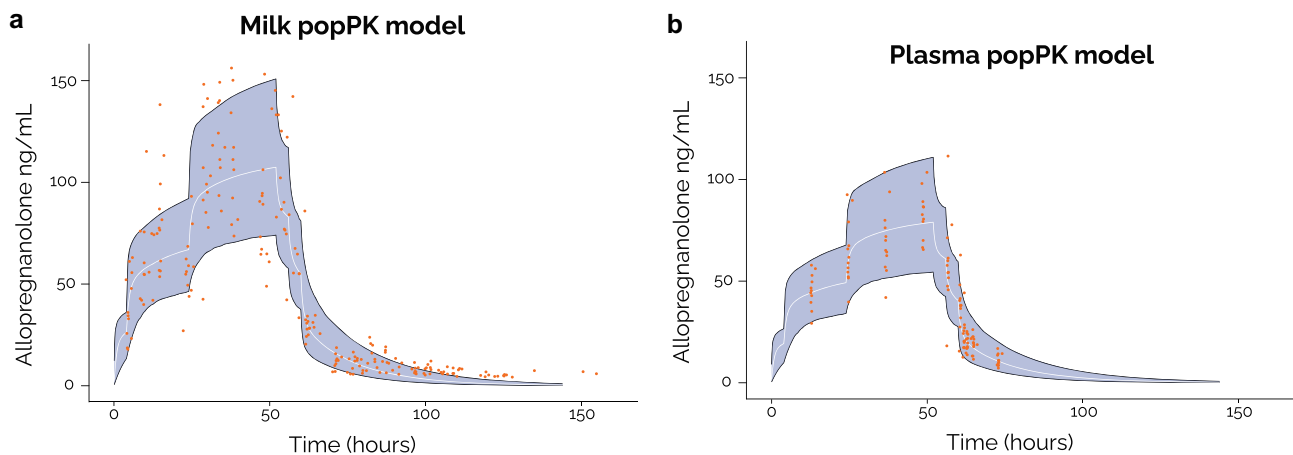 a
Milk popPK model
Allopregnanolone ng/mL
150
100
50
0
0 50 100 150
Time (hours)
b
Plasma popPK model
Allopregnanolone ng/mL
150
100
50
0
0 50 100 150
Time (hours)